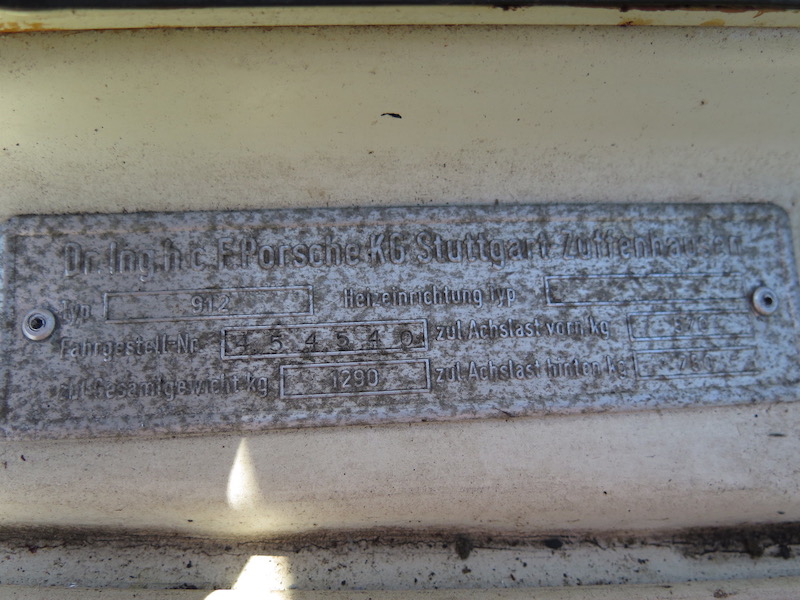 Dr. Ing. h. c. F. Porsche KG Stuttgart-Zuffenhausen
Typ 912 Heizeinrichtung Typ
Fahrgestell-Nr. 454540 zul. Achslast vorn kg
zul. Gesamtgewicht kg 1290 zul. Achslast hinten kg